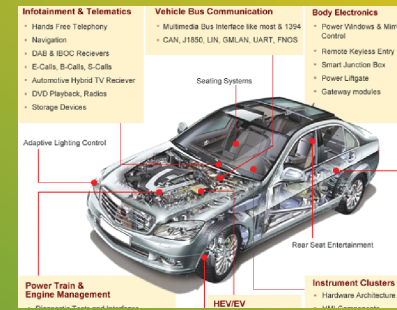 Infotainment & Telematics
• Hands Free Telephony
• Navigation
• DAB & IBOC Recievers
• E-Calls, B-Calls, S-Calls
• Automotive Hybrid TV Reciever
• DVD Playback, Radios
• Storage Devices
Vehicle Bus Communication
• Multimedia Bus Interface like most & 1394
• CAN, J1850, LIN, GMLAN, UART, FNOS
Body Electronics
• Power Windows & Mirr
Control
• Remote Keyless Entry
• Smart Junction Box
• Power Liftgate
• Gateway modules
Seating Systems
Adaptive Lighting Control
Rear Seat Entertainment
Power Train &
Engine Management
HEV/EV
Instrument Clusters
• Hardware Architecture